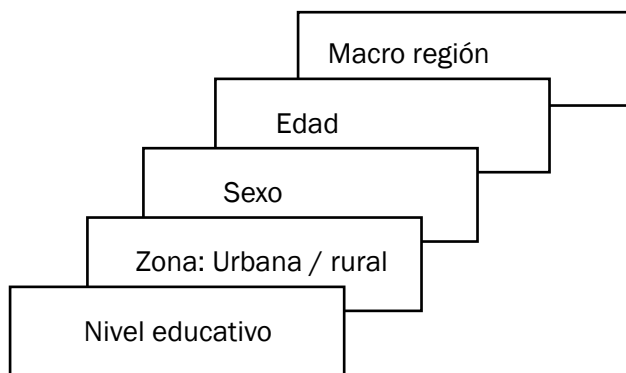 Macro región
Edad
Sexo
Zona: Urbana / rural
Nivel educativo